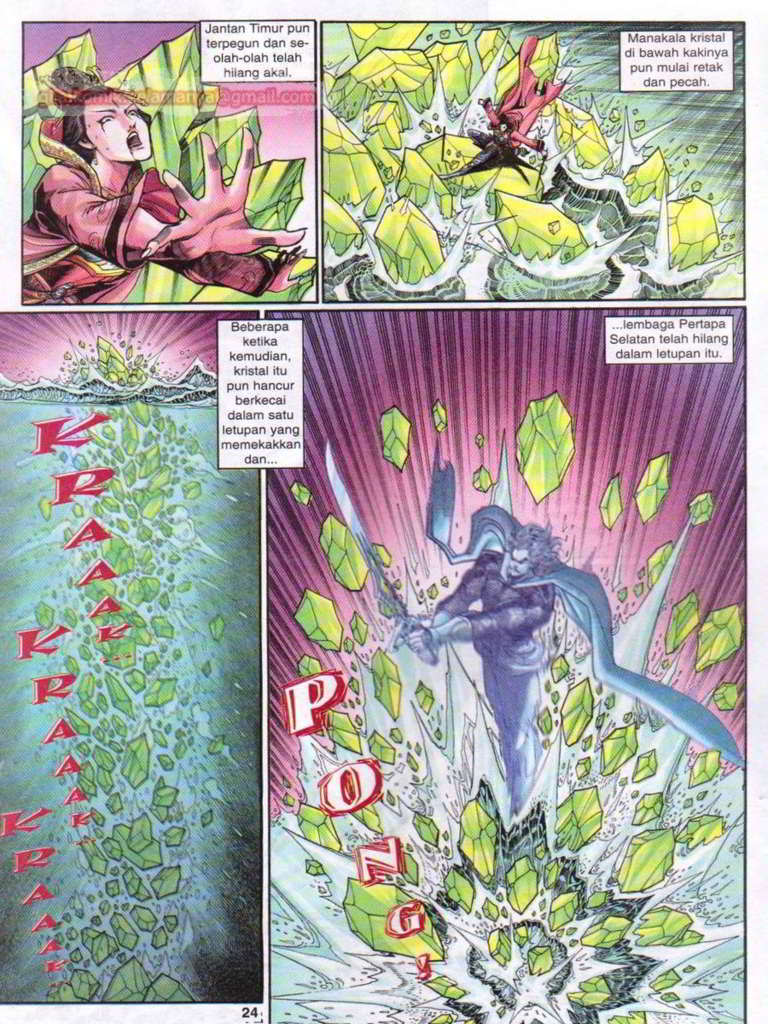 Jantan Timur pun
terpegun dan se-
olah-olah telah
hilang akal.
Manakala kristal
di bawah kakinya
pun mulai retak
dan pecah.
Beberapa
ketika
kemudian,
kristal itu
pun hancur
berkecai
dalam satu
letupan yang
memekakkan
dan...
KRAAAK...
KRAAAK...
KRAAAK...
...lembaga Pertapa
Selatan telah hilang
dalam letupan itu.
PONG!
24